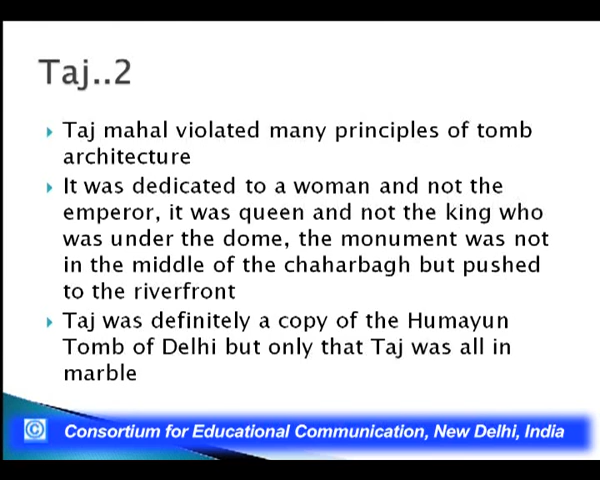 Taj..2
Taj mahal violated many principles of tomb
architecture
It was dedicated to a woman and not the
emperor, it was queen and not the king who
was under the dome, the monument was not
in the middle of the chaharbagh but pushed
to the riverfront
Taj was definitely a copy of the Humayun
Tomb of Delhi but only that Taj was all in
marble
© Consortium for Educational Communication, New Delhi, India